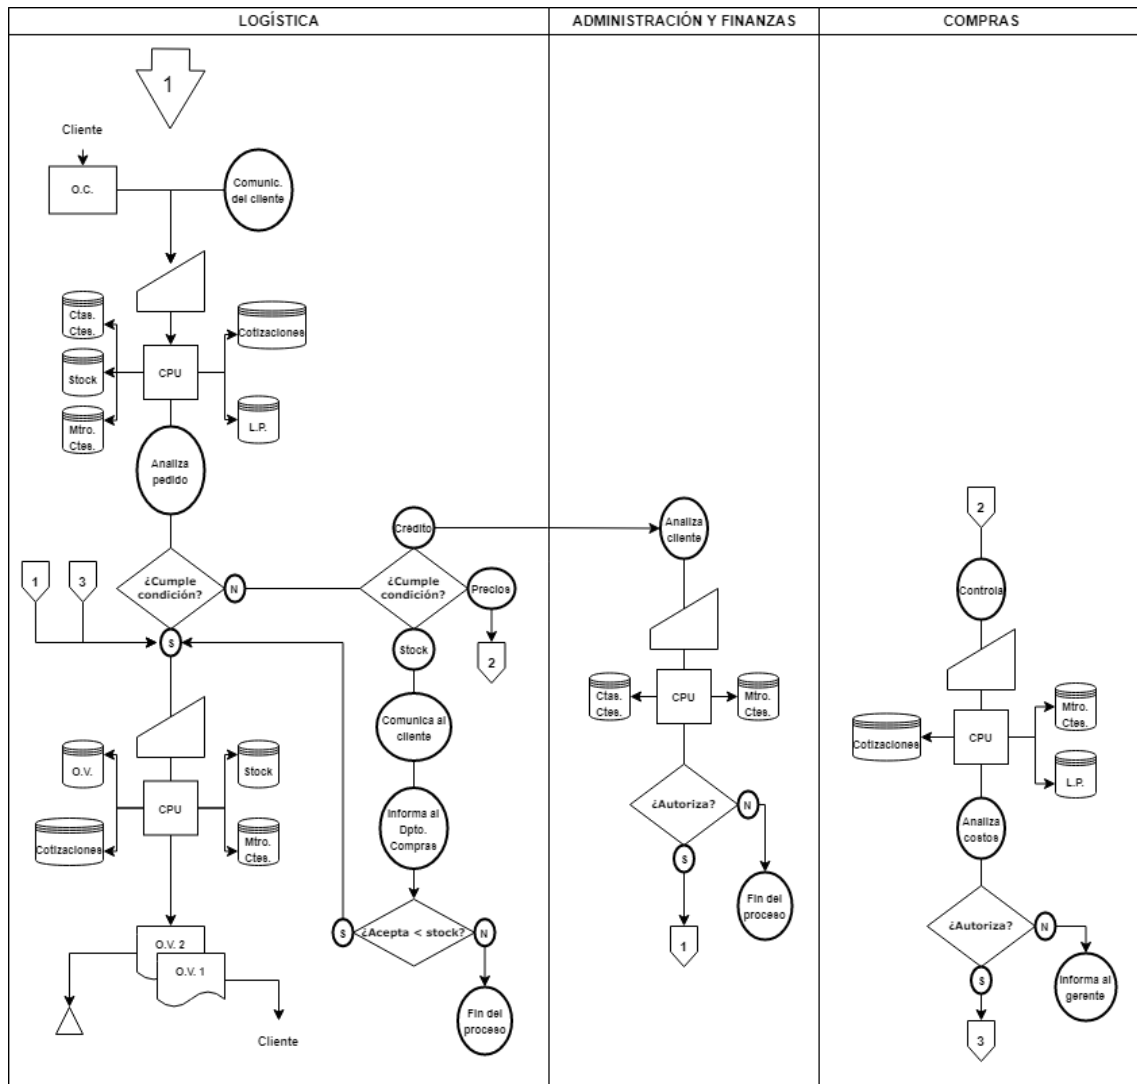 LOGÍSTICA
ADMINISTRACIÓN Y FINANZAS
COMPRAS
1
Cliente
O.C.
Comunic.
del cliente
Ctas.
Ctes.
Stock
Mtro.
Ctes.
CPU
Cotizaciones
L.P.
Analiza
pedido
1
3
¿Cumple
condición?
N
S
Crédito
¿Cumple
condición?
Precios
2
Stock
Comunica al
cliente
Informa al
Dpto.
Compras
¿Acepta < stock?
S
N
Fin del
proceso
O.V.
Cotizaciones
CPU
Stock
Mtro.
Ctes.
O.V. 2
O.V. 1
Cliente
Analiza
cliente
Ctas.
Ctes.
CPU
Mtro.
Ctes.
¿Autoriza?
N
S
Fin del
proceso
1
2
Controla
Cotizaciones
CPU
Mtro.
Ctes.
L.P.
Analiza
costos
¿Autoriza?
N
S
Informa al
gerente
3